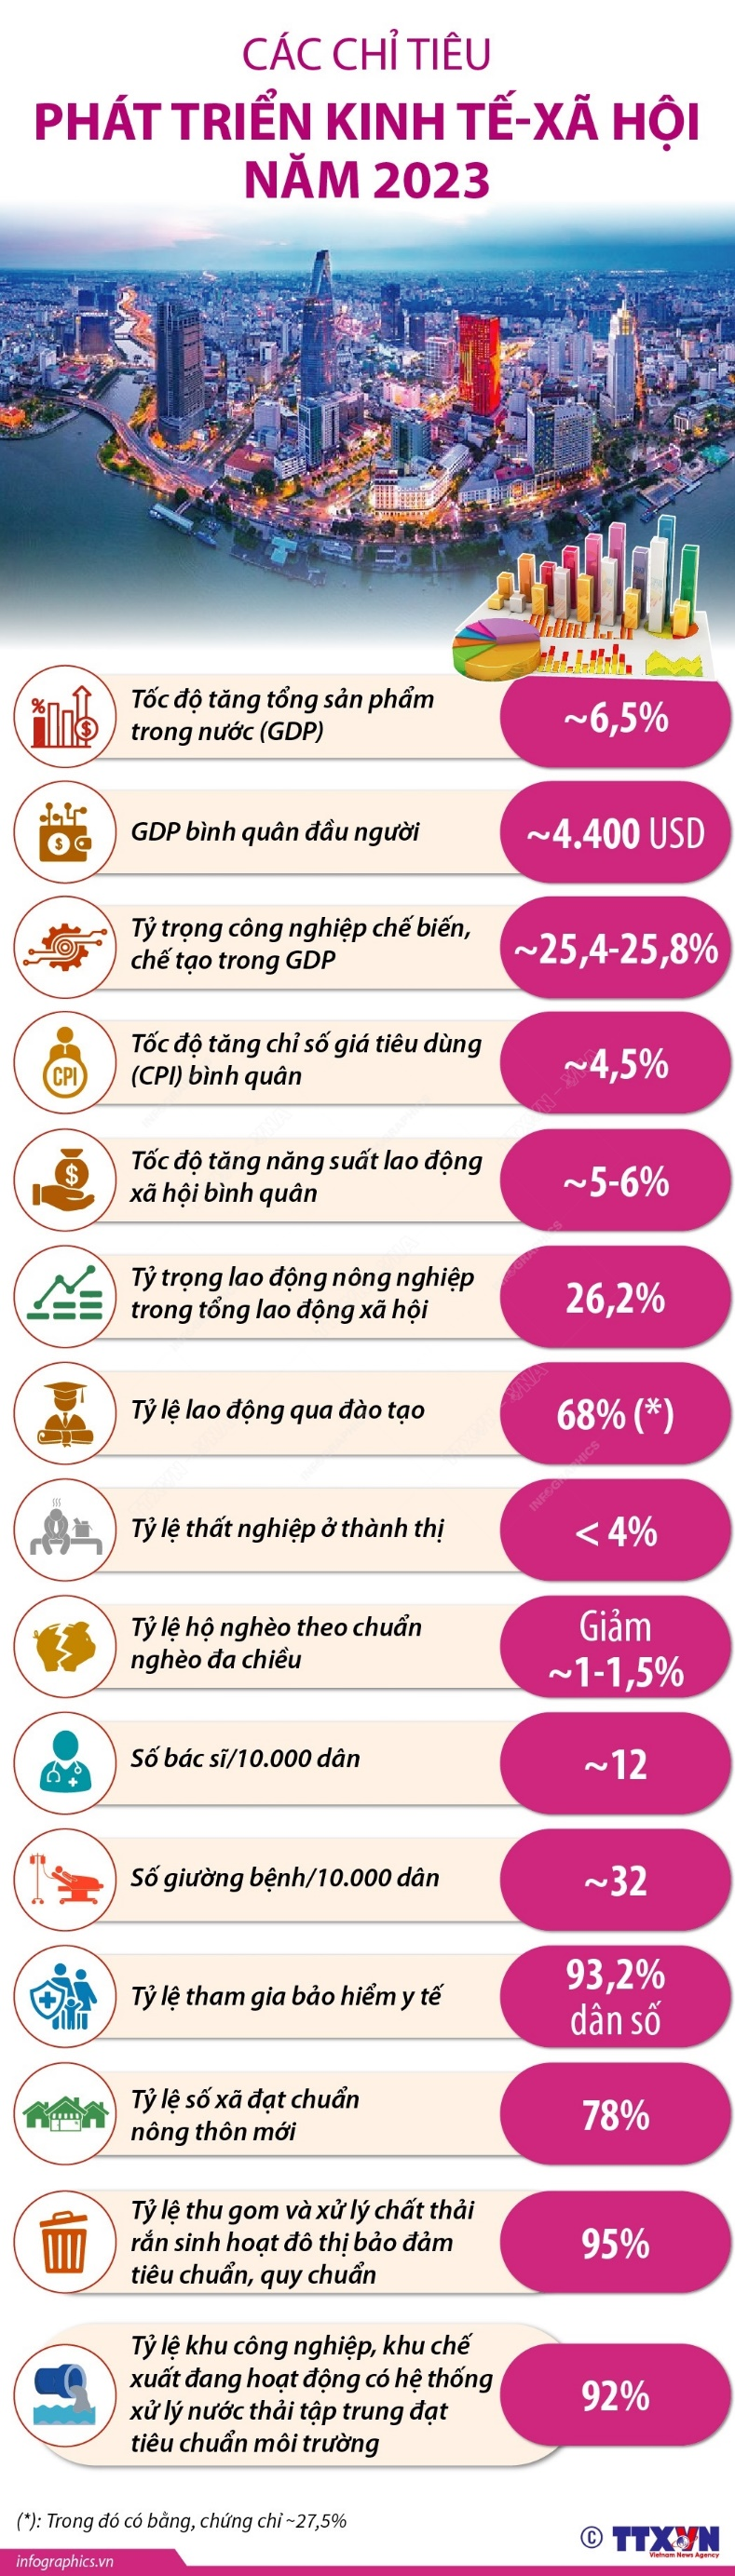 CÁC CHỈ TIÊU
PHÁT TRIỂN KINH TẾ-XÃ HỘI
NĂM 2023
Tốc độ tăng tổng sản phẩm
trong nước (GDP)
~6,5%
GDP bình quân đầu người
~4.400 USD
Tỷ trọng công nghiệp chế biến,
chế tạo trong GDP
~25,4-25,8%
CPI
Tốc độ tăng chỉ số giá tiêu dùng
(CPI) bình quân
~4,5%
Tốc độ tăng năng suất lao động
xã hội bình quân
~5-6%
Tỷ trọng lao động nông nghiệp
trong tổng lao động xã hội
26,2%
Tỷ lệ lao động qua đào tạo
68% (*)
Tỷ lệ thất nghiệp ở thành thị
< 4%
Tỷ lệ hộ nghèo theo chuẩn
nghèo đa chiều
Giảm
~1-1,5%
Số bác sĩ/10.000 dân
~12
Số giường bệnh/10.000 dân
~32
Tỷ lệ tham gia bảo hiểm y tế
93,2%
dân số
Tỷ lệ số xã đạt chuẩn
nông thôn mới
78%
Tỷ lệ thu gom và xử lý chất thải
rắn sinh hoạt đô thị bảo đảm
tiêu chuẩn, quy chuẩn
95%
Tỷ lệ khu công nghiệp, khu chế
xuất đang hoạt động có hệ thống
xử lý nước thải tập trung đạt
tiêu chuẩn môi trường
92%
(*): Trong đó có bằng, chứng chỉ ~27,5%
© TTXVN
Vietnam News Agency
infographics.vn